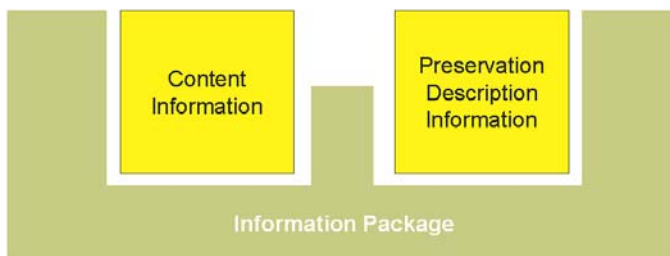 Content
Information
Preservation
Description
Information
Information Package